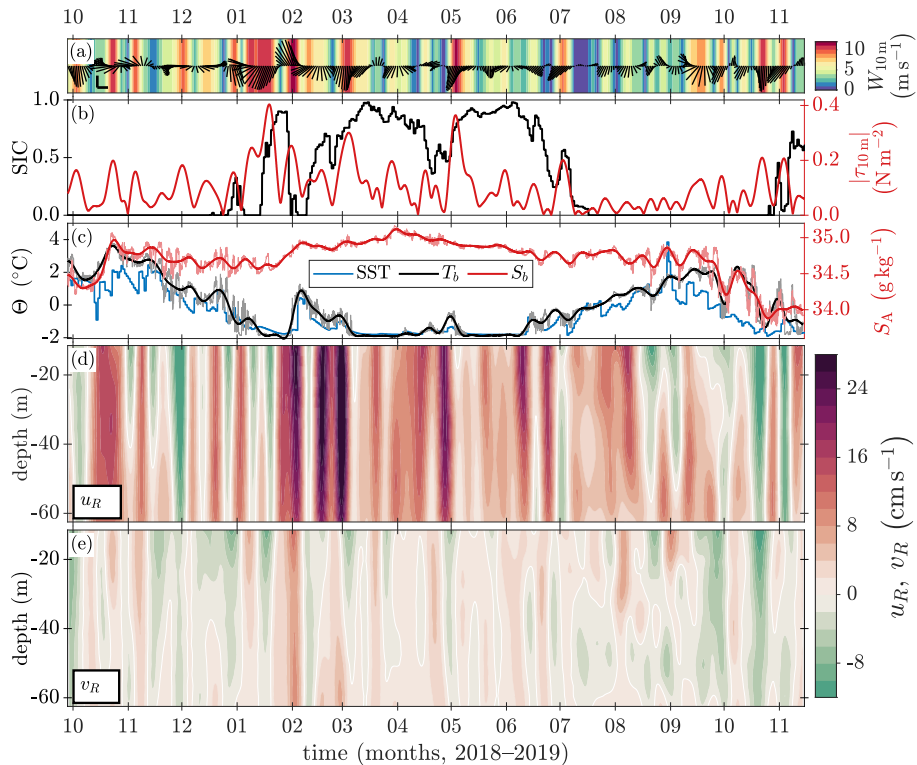 10 11 12 01 02 03 04 05 06 07 08 09 10 11
(a)
10
5
0
W10 m
(m s−1)
(b)
1.0
0.5
0.0
SIC
0.4
0.2
0.0
|τ10 m|
(N m−2)
(c)
4
2
0
−2
Θ (°C)
SST Tb Sb
35.0
34.5
34.0
SA (g kg−1)
(d)
-20
-40
-60
depth (m)
uR
(e)
-20
-40
-60
depth (m)
vR
24
16
8
0
-8
uR, vR (cm s−1)
10 11 12 01 02 03 04 05 06 07 08 09 10 11
time (months, 2018–2019)